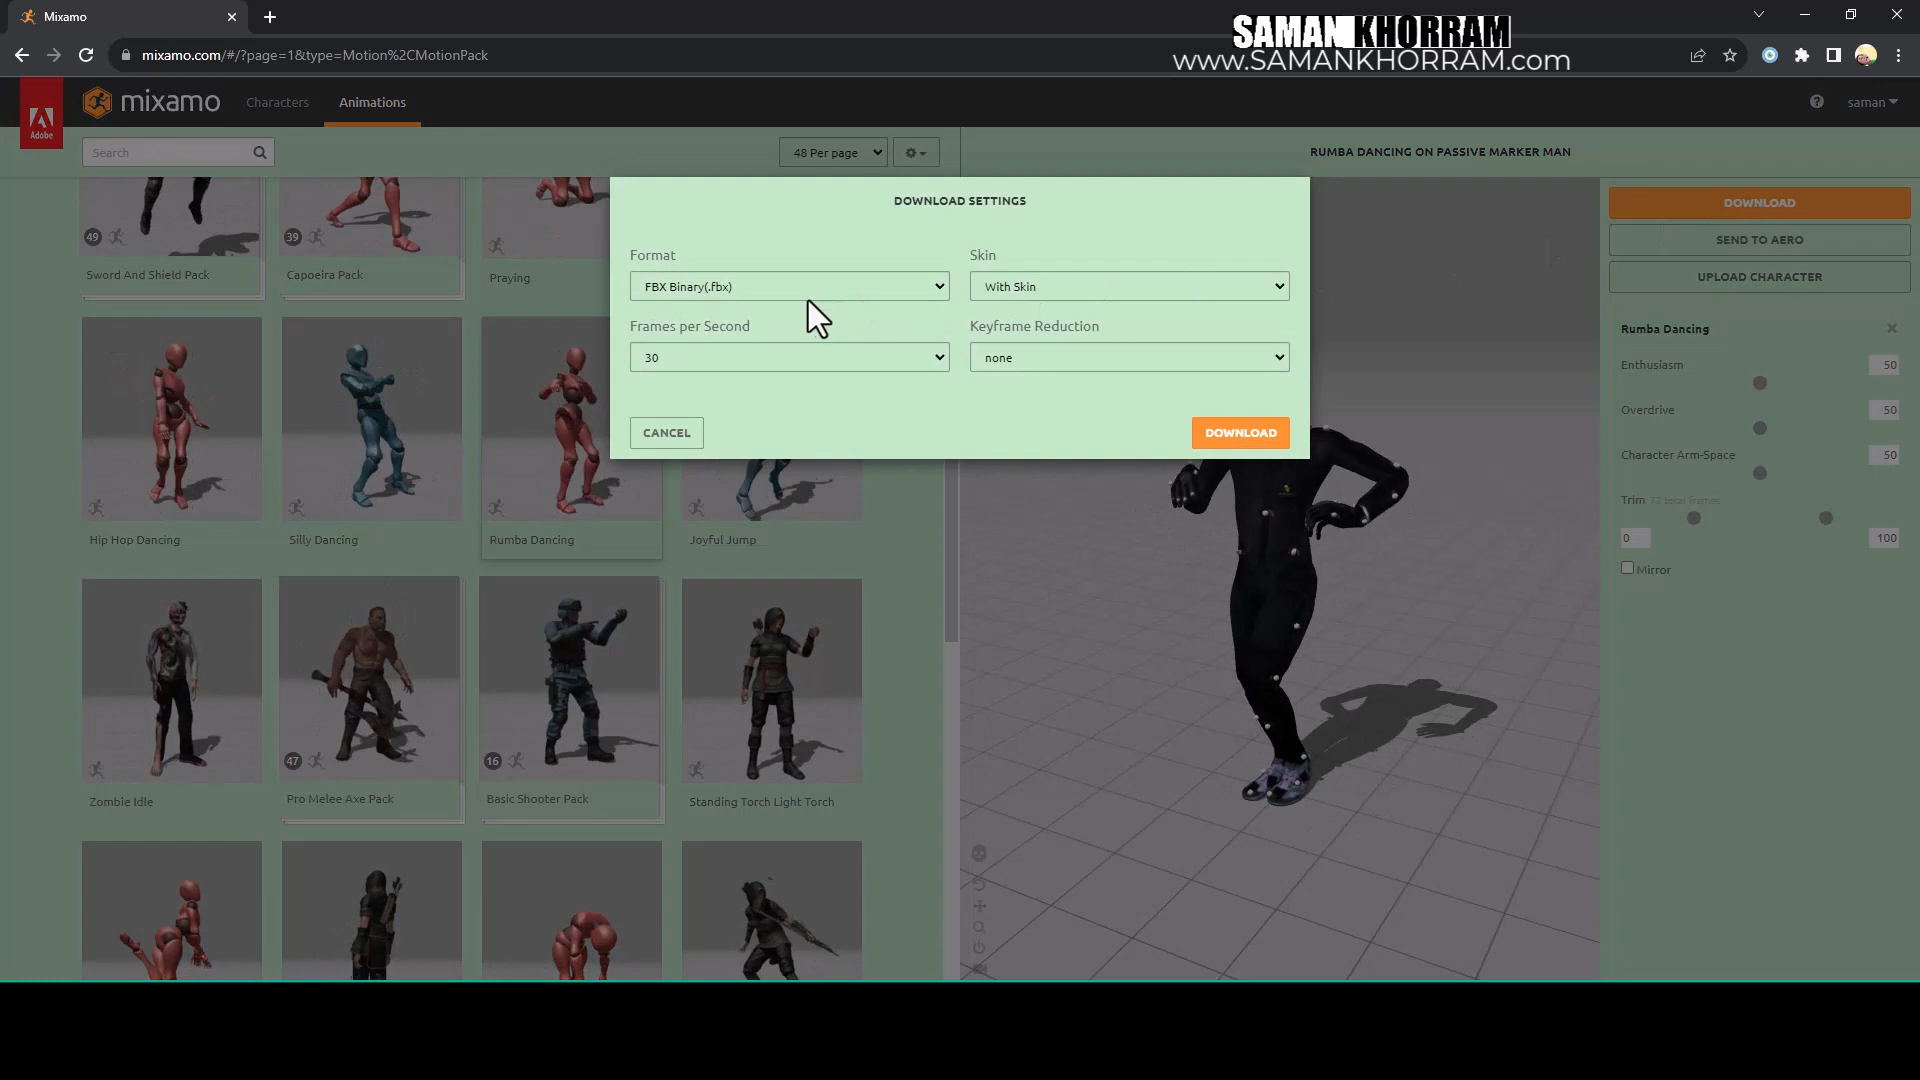 Mixamo
SAMAN KHORRAM
www.SAMANKHORRAM.com
mixamo.com/#/?page=1&type=Motion%2CMotionPack
Adobe
mixamo
Characters
Animations
saman
Search
48 Per page
RUMBA DANCING ON PASSIVE MARKER MAN
DOWNLOAD SETTINGS
Format
Skin
FBX Binary(.fbx)
With Skin
Frames per Second
Keyframe Reduction
30
none
CANCEL
DOWNLOAD
DOWNLOAD
SEND TO AERO
UPLOAD CHARACTER
Rumba Dancing
Enthusiasm 50
Overdrive 50
Character Arm-Space 50
Trim 71 total frames
0 100
Mirror
49
39
Sword And Shield Pack
Capoeira Pack
Praying
Hip Hop Dancing
Silly Dancing
Rumba Dancing
Joyful Jump
47
16
Zombie Idle
Pro Melee Axe Pack
Basic Shooter Pack
Standing Torch Light Torch